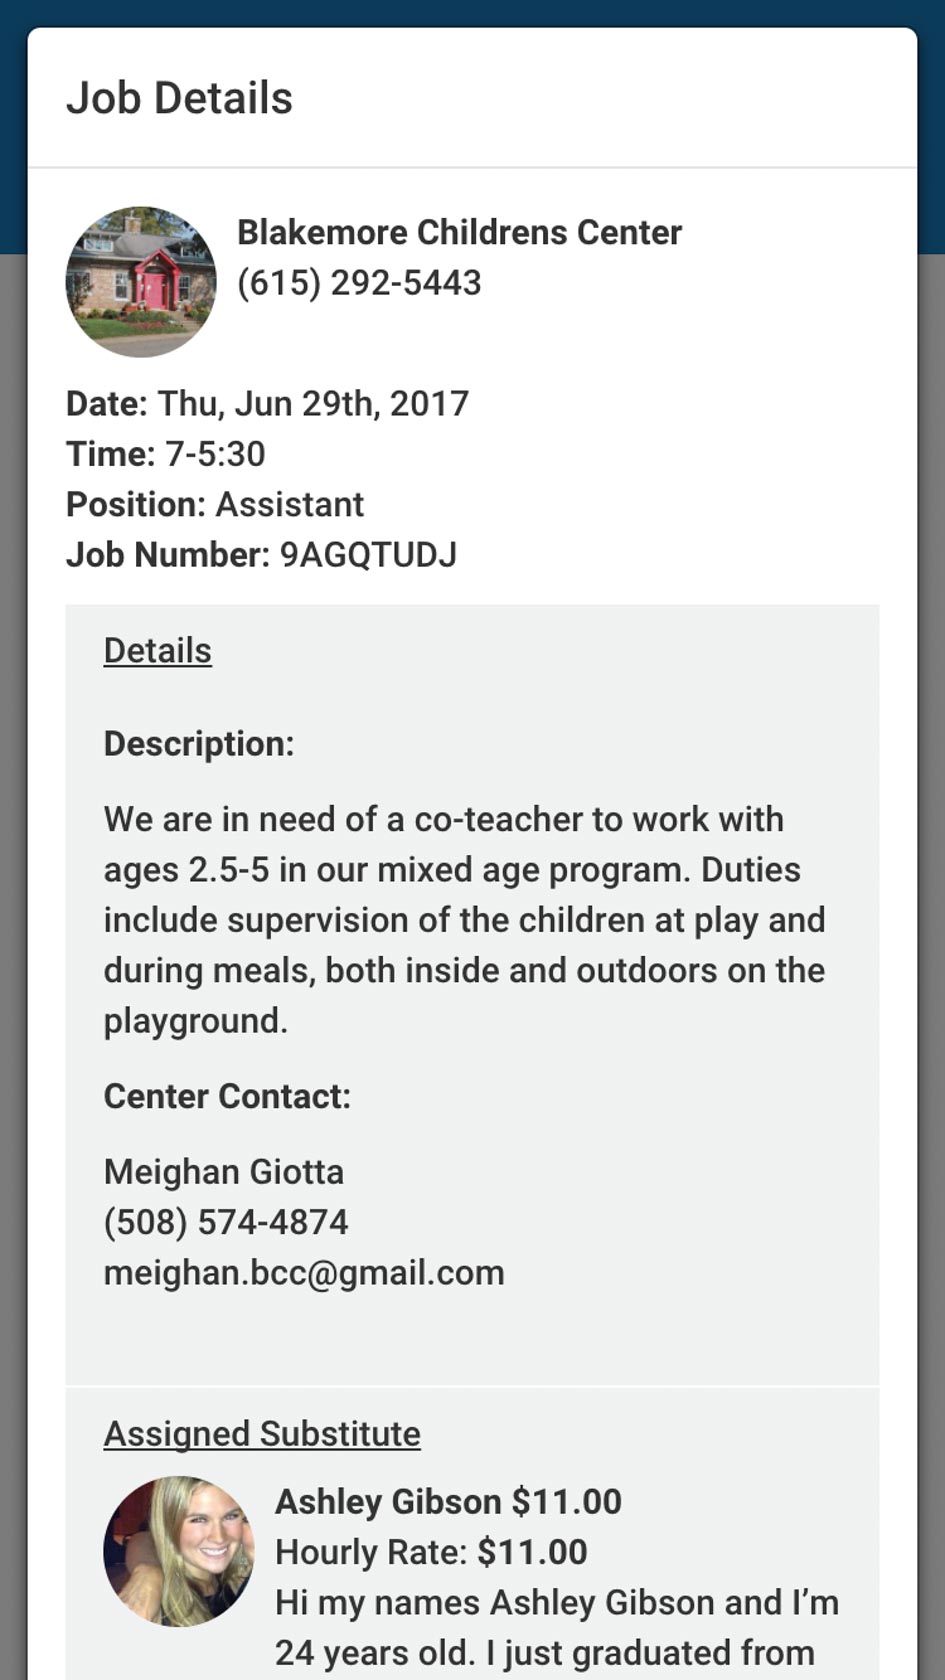 Job Details
Blakemore Childrens Center
(615) 292-5443
Date: Thu, Jun 29th, 2017
Time: 7-5:30
Position: Assistant
Job Number: 9AGQTUDJ
Details
Description:
We are in need of a co-teacher to work with
ages 2.5-5 in our mixed age program. Duties
include supervision of the children at play and
during meals, both inside and outdoors on the
playground.
Center Contact:
Meighan Giotta
(508) 574-4874
meighan.bcc@gmail.com
Assigned Substitute
Ashley Gibson $11.00
Hourly Rate: $11.00
Hi my names Ashley Gibson and I’m
24 years old. I just graduated from